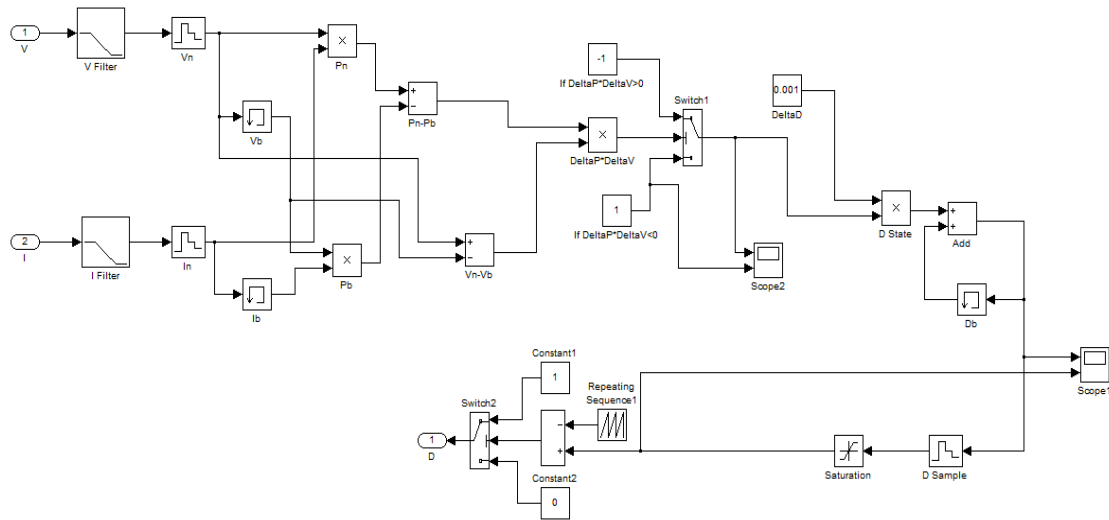 1
V
V Filter
Vn
Vb
2
I
I Filter
In
Ib
×
Pn
×
Pb
+
−
Pn-Pb
+
−
Vn-Vb
-1
If DeltaP*DeltaV>0
×
DeltaP*DeltaV
1
If DeltaP*DeltaV<0
Switch1
Scope2
0.001
DeltaD
×
D State
+
+
Add
Db
Scope1
D Sample
Saturation
Repeating
Sequence1
−
+
Constant1
1
Constant2
0
Switch2
1
D